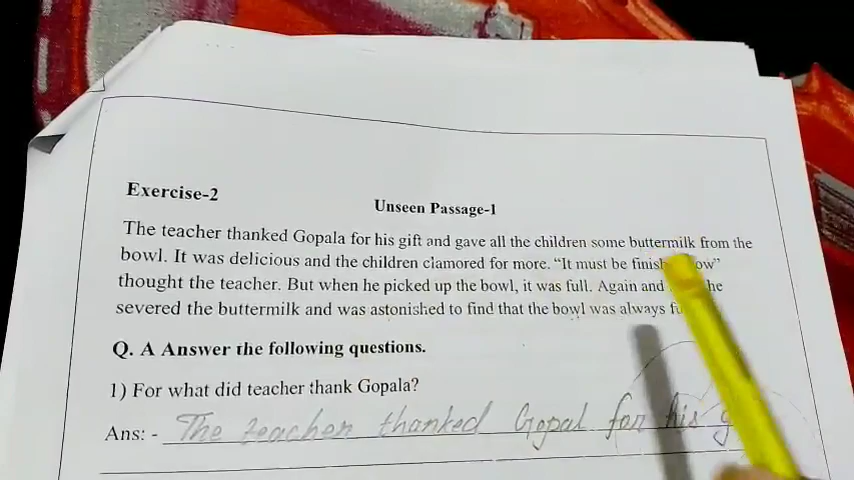 Exercise-2
Unseen Passage-1
The teacher thanked Gopala for his gift and gave all the children some buttermilk from the
bowl. It was delicious and the children clamored for more. “It must be
thought the teacher. But when he picked up the bowl, it was full. Again and
severed the buttermilk and was astonished to find that the bowl was always
Q. A Answer the following questions.
1) For what did teacher thank Gopala?
Ans: - The teacher thanked Gopal for his